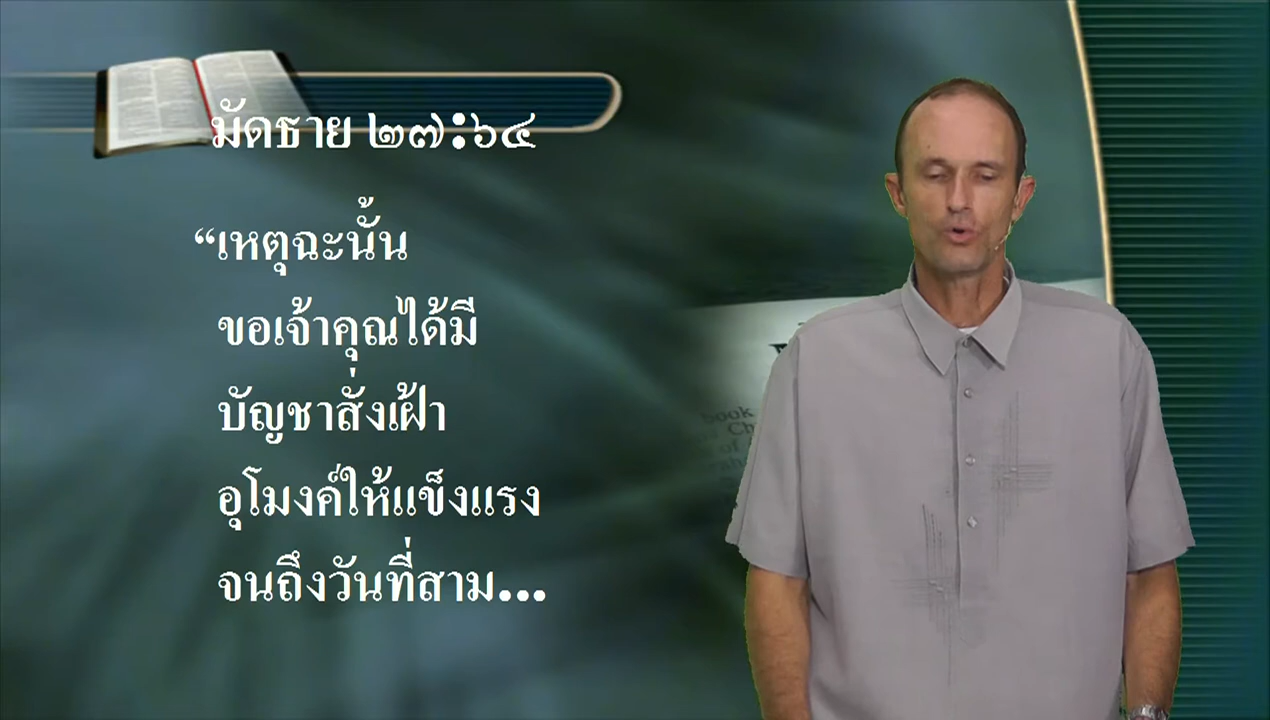 มัดธาย ๒๗:๖๔
“เหตุฉะนั้น
ขอเจ้าคุณได้มี
บัญชาสั่งเฝ้า
อุโมงค์ให้แข็งแรง
จนถึงวันที่สาม...
book
Ch
of